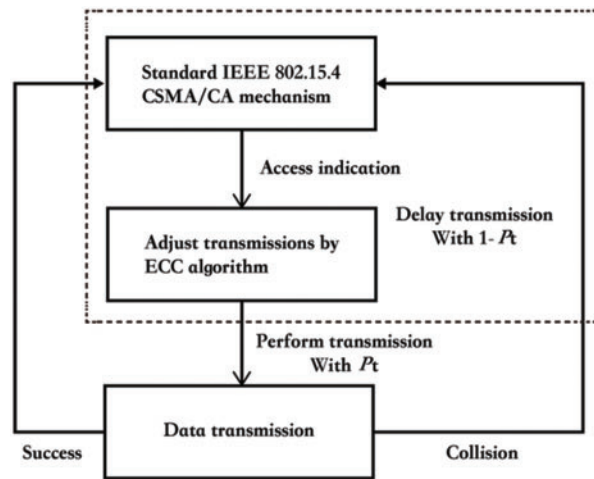 Standard IEEE 802.15.4
CSMA/CA mechanism
Access indication
Delay transmission
With 1- Pt
Adjust transmissions by
ECC algorithm
Perform transmission
With Pt
Data transmission
Success
Collision